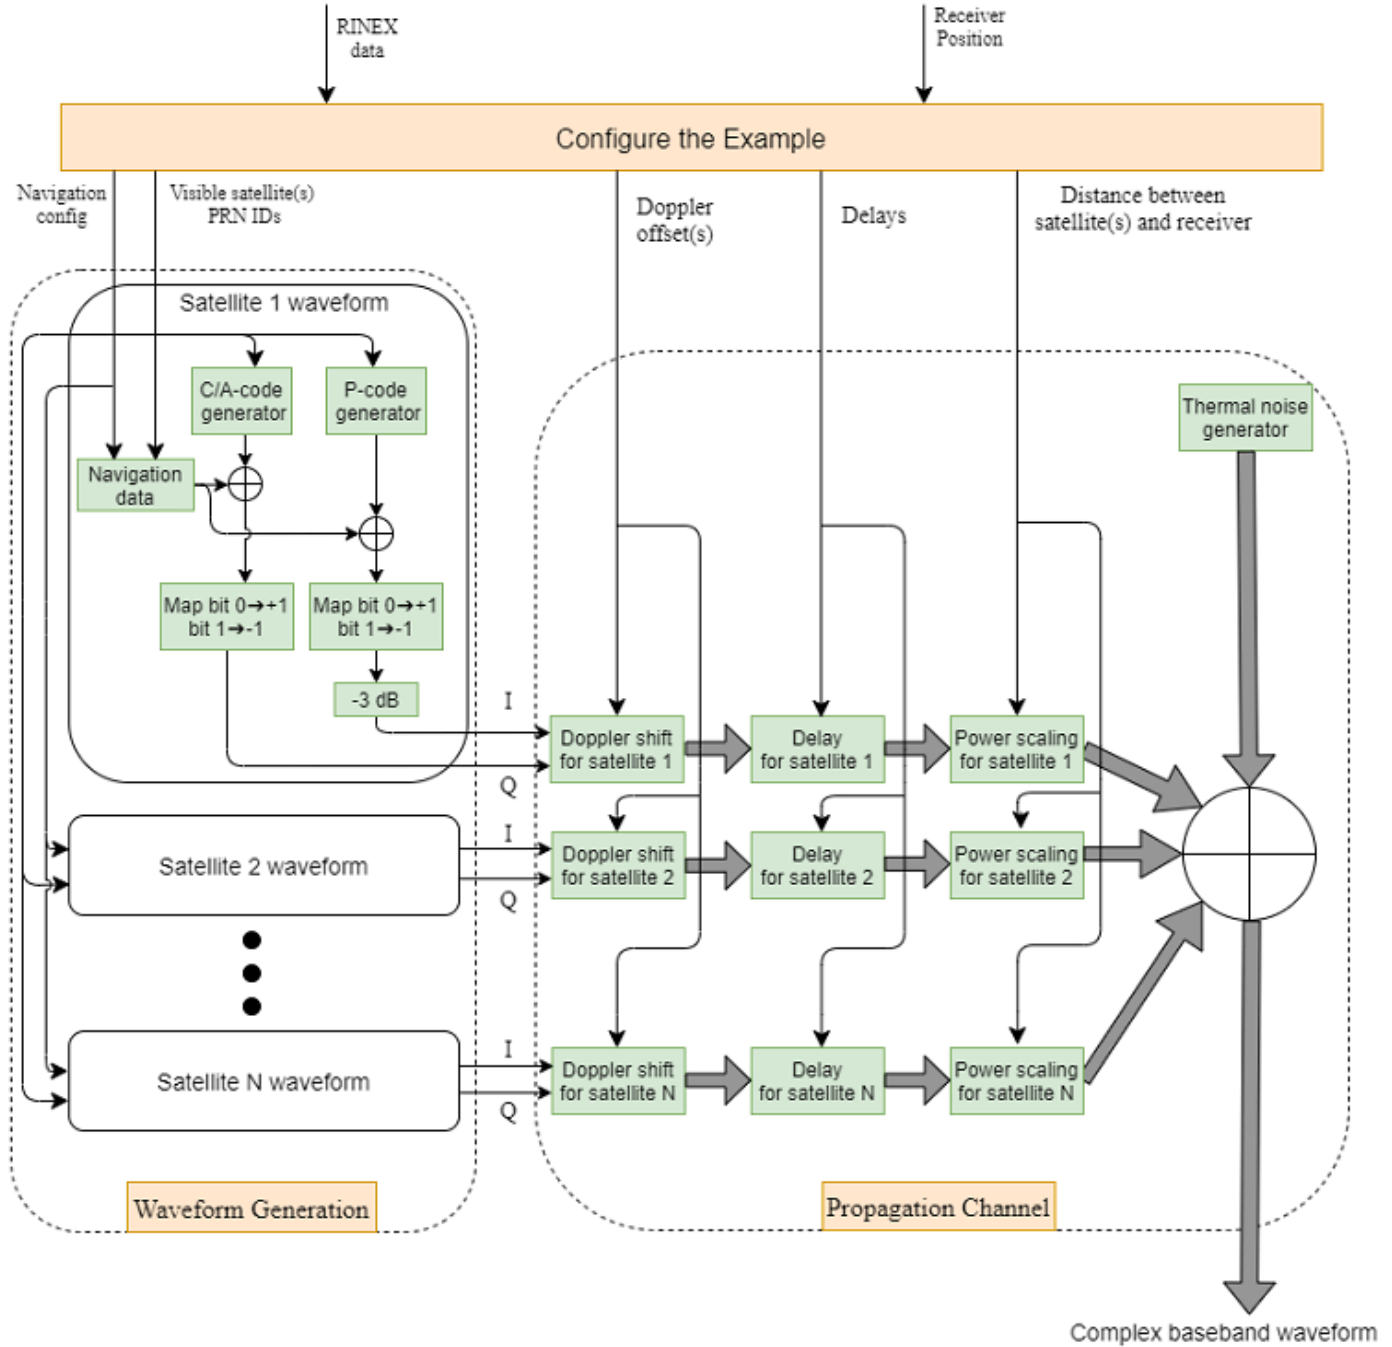 RINEX
data
Receiver
Position
Configure the Example
Navigation
config
Visible satellite(s)
PRN IDs
Doppler
offset(s)
Delays
Distance between
satellite(s) and receiver
Satellite 1 waveform
C/A-code
generator
P-code
generator
Navigation
data
Map bit 0➔+1
bit 1➔-1
Map bit 0➔+1
bit 1➔-1
-3 dB
I
Q
Thermal noise
generator
Doppler shift
for satellite 1
Delay
for satellite 1
Power scaling
for satellite 1
Satellite 2 waveform
I
Q
Doppler shift
for satellite 2
Delay
for satellite 2
Power scaling
for satellite 2
Satellite N waveform
I
Q
Doppler shift
for satellite N
Delay
for satellite N
Power scaling
for satellite N
Waveform Generation
Propagation Channel
Complex baseband waveform